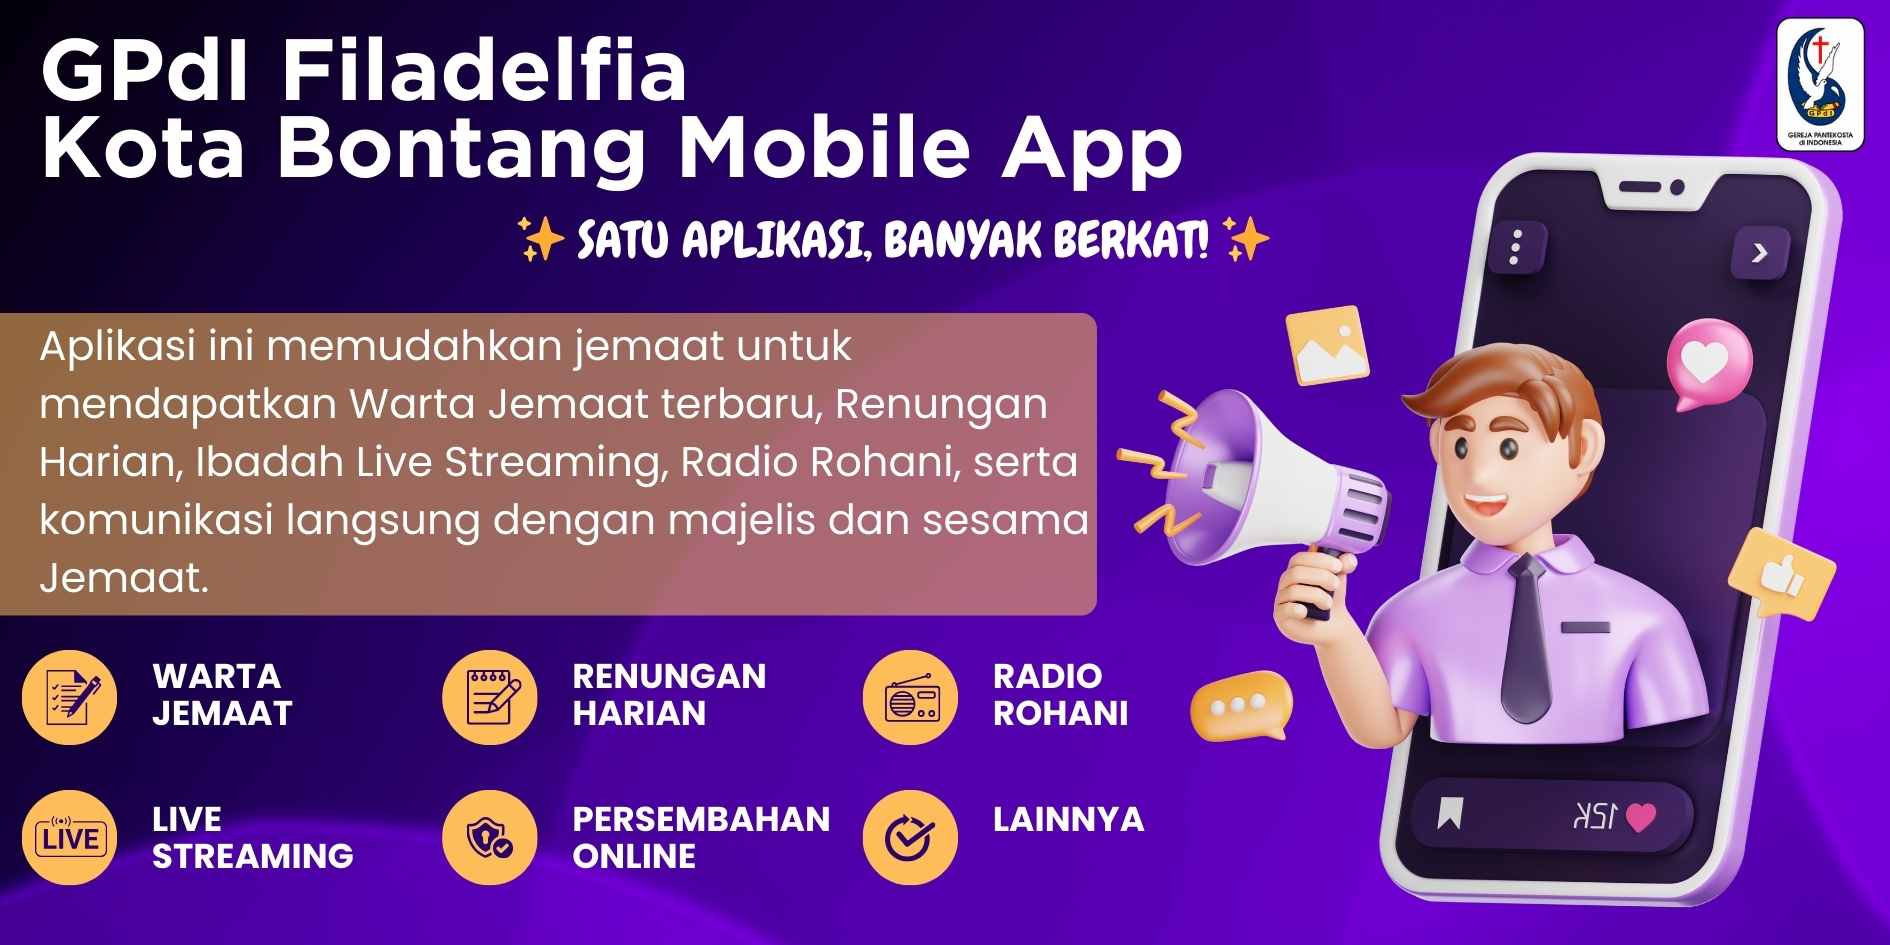 GPdI Filadelfia
Kota Bontang Mobile App
SATU APLIKASI, BANYAK BERKAT!
GPdI
GEREJA PANTEKOSTA
di INDONESIA
Aplikasi ini memudahkan jemaat untuk
mendapatkan Warta Jemaat terbaru, Renungan
Harian, Ibadah Live Streaming, Radio Rohani, serta
komunikasi langsung dengan majelis dan sesama
Jemaat.
WARTA
JEMAAT
RENUNGAN
HARIAN
RADIO
ROHANI
LIVE
LIVE
STREAMING
PERSEMBAHAN
ONLINE
LAINNYA
15K